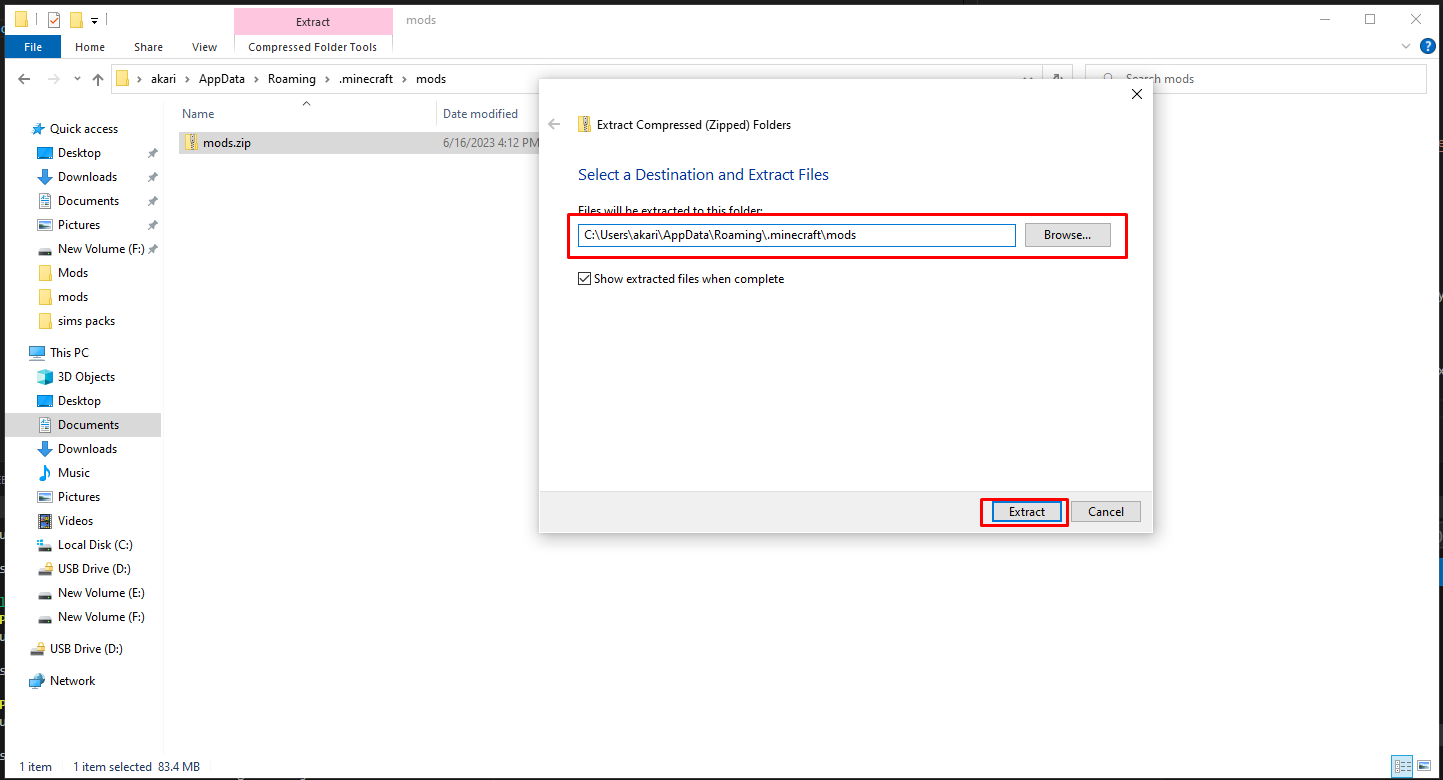 Extract
mods
File
Home
Share
View
Compressed Folder Tools
akari
AppData
Roaming
.minecraft
mods
Search mods
Name
Date modified
mods.zip
6/16/2023 4:12 PM
Quick access
Desktop
Downloads
Documents
Pictures
New Volume (F:)
Mods
mods
sims packs
This PC
3D Objects
Desktop
Documents
Downloads
Music
Pictures
Videos
Local Disk (C:)
USB Drive (D:)
New Volume (E:)
New Volume (F:)
USB Drive (D:)
Network
Extract Compressed (Zipped) Folders
Select a Destination and Extract Files
Files will be extracted to this folder:
C:\Users\akari\AppData\Roaming\.minecraft\mods
Browse...
Show extracted files when complete
Extract
Cancel
1 item
1 item selected 83.4 MB